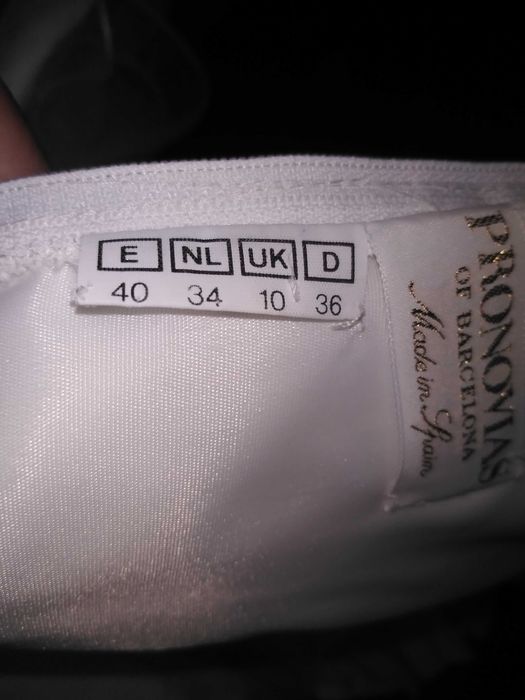 E NL UK D
40 34 10 36
PRONOVIAS
OF BARCELONA
Made in Spain